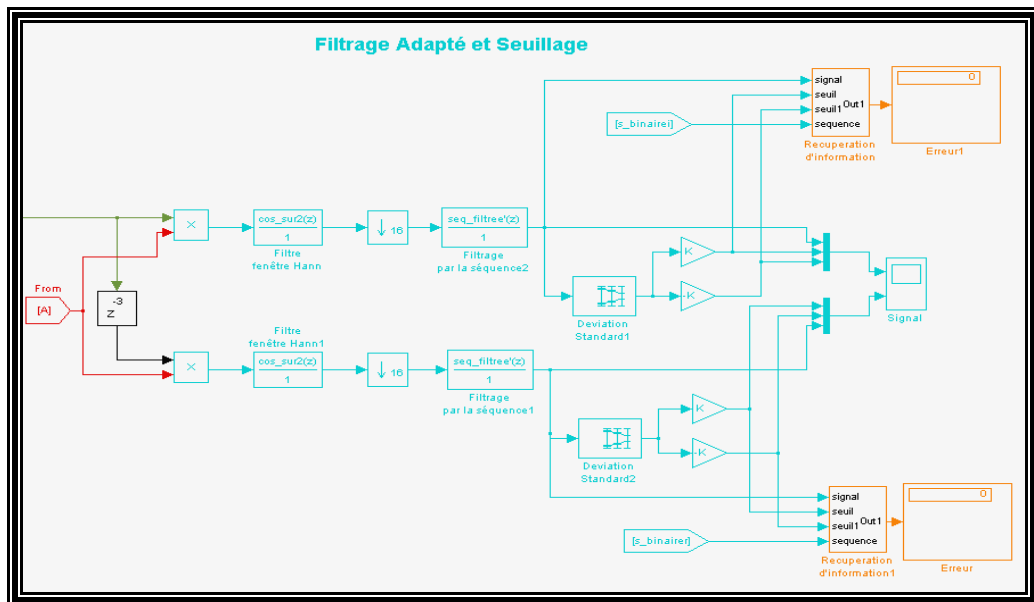 Filtrage Adapté et Seuillage
signal
seuil
seuil1
Out1
sequence
Recuperation
d'information
0
Erreur1
[s_binairei]
×
cos_sur2(z)
1
Filtre
fenêtre Hann
↓ 16
seq_filtree'(z)
1
Filtrage
par la séquence2
K
-K
Deviation
Standard1
Signal
From
[A]
-3
z
Filtre
fenêtre Hann1
×
cos_sur2(z)
1
↓ 16
seq_filtree'(z)
1
Filtrage
par la séquence1
K
-K
Deviation
Standard2
[s_binairer]
signal
seuil
seuil1
Out1
sequence
Recuperation
d'information1
0
Erreur